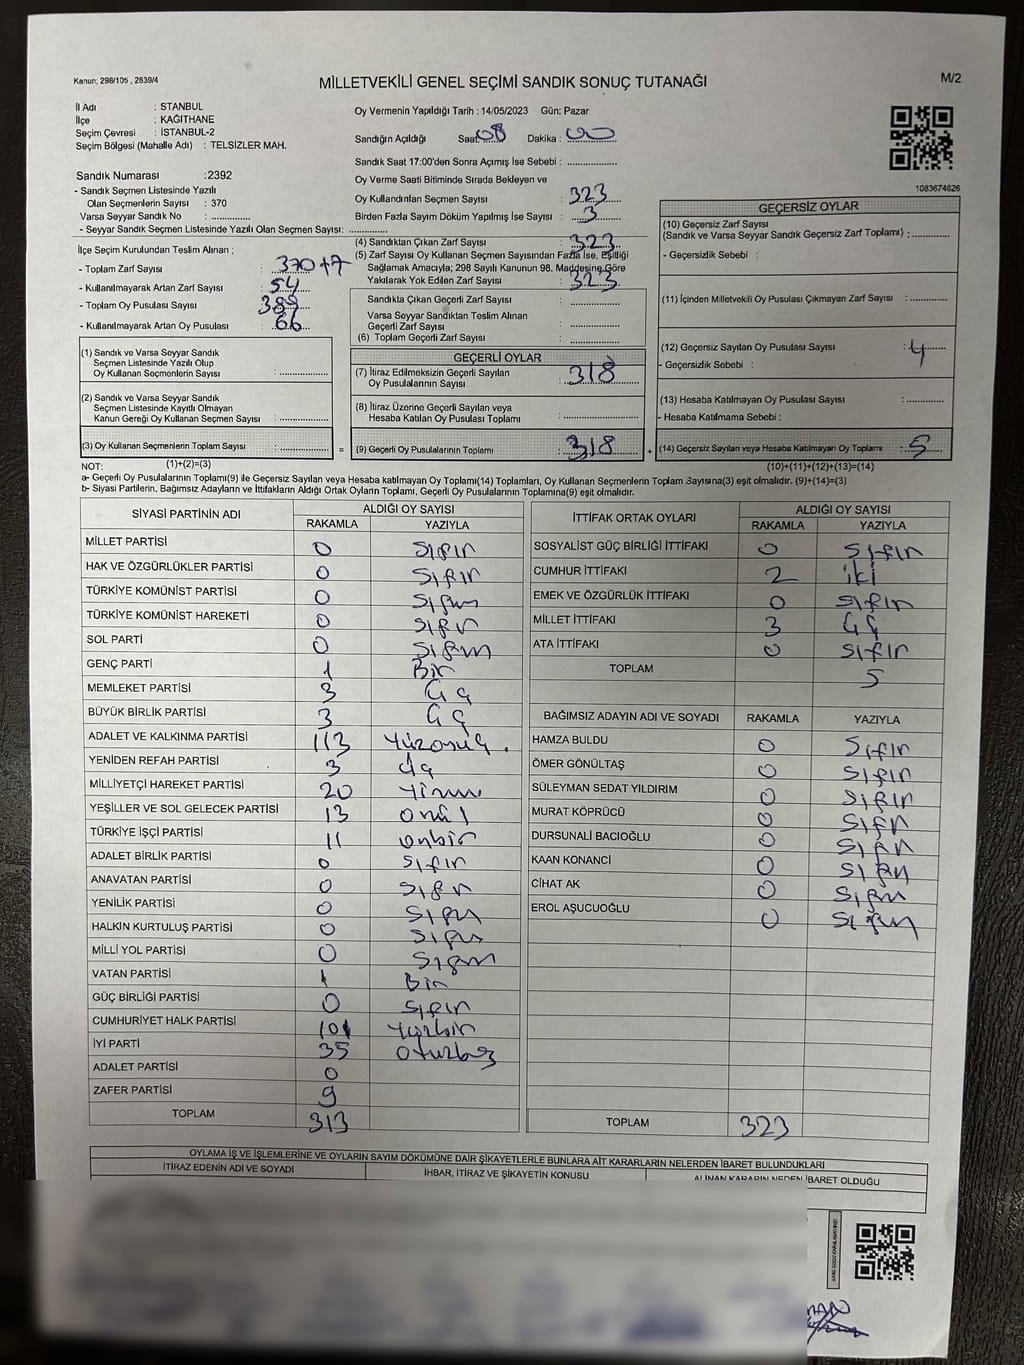 Kanun; 298/105 , 2839/4
MİLLETVEKİLİ GENEL SEÇİMİ SANDIK SONUÇ TUTANAĞI
M/2
İl Adı : STANBUL
İlçe : KAĞITHANE
Seçim Çevresi : İSTANBUL-2
Seçim Bölgesi (Mahalle Adı) : TELSİZLER MAH.
Sandık Numarası :2392
- Sandık Seçmen Listesinde Yazılı
Olan Seçmenlerin Sayısı : 370
Varsa Seyyar Sandık No : ..............
- Seyyar Sandık Seçmen Listesinde Yazılı Olan Seçmen Sayısı: ..............
Oy Vermenin Yapıldığı Tarih : 14/05/2023 Gün: Pazar
Sandığın Açıldığı Saat: 08 Dakika : 00
Sandık Saat 17:00'den Sonra Açımış İse Sebebi : ..............
Oy Verme Saati Bitiminde Sırada Bekleyen ve
Oy Kullandırılan Seçmen Sayısı : 323
Birden Fazla Sayım Döküm Yapılmış İse Sayısı : 3
1083674626
İlçe Seçim Kurulundan Teslim Alınan ;
- Toplam Zarf Sayısı : 370+7
- Kullanılmayarak Artan Zarf Sayısı : 54
- Toplam Oy Pusulası Sayısı : 389
- Kullanılmayarak Artan Oy Pusulası : 66
(4) Sandıktan Çıkan Zarf Sayısı : 323
(5) Zarf Sayısı Oy Kullanan Seçmen Sayısından Fazla İse, Eşitliği
Sağlamak Amacıyla; 298 Sayılı Kanunun 98. Maddesine Göre
Yakılarak Yok Edilen Zarf Sayısı : 323
Sandıkta Çıkan Geçerli Zarf Sayısı : ..............
Varsa Seyyar Sandıktan Teslim Alınan
Geçerli Zarf Sayısı : ..............
(6) Toplam Geçerli Zarf Sayısı : ..............
GEÇERSİZ OYLAR
(10) Geçersiz Zarf Sayısı
(Sandık ve Varsa Seyyar Sandık Geçersiz Zarf Toplamı) : ..............
- Geçersizlik Sebebi :
(11) İçinden Milletvekili Oy Pusulası Çıkmayan Zarf Sayısı : ..............
(12) Geçersiz Sayılan Oy Pusulası Sayısı : 4
- Geçersizlik Sebebi :
(13) Hesaba Katılmayan Oy Pusulası Sayısı : ..............
- Hesaba Katılmama Sebebi :
(14) Geçersiz Sayılan veya Hesaba Katılmayan Oy Toplamı : 5
(10)+(11)+(12)+(13)=(14)
(1) Sandık ve Varsa Seyyar Sandık
Seçmen Listesinde Yazılı Olup
Oy Kullanan Seçmenlerin Sayısı : ..............
(2) Sandık ve Varsa Seyyar Sandık
Seçmen Listesinde Kayıtlı Olmayan
Kanun Gereği Oy Kullanan Seçmen Sayısı : ..............
(3) Oy Kullanan Seçmenlerin Toplam Sayısı : .............. =
(1)+(2)=(3)
GEÇERLİ OYLAR
(7) İtiraz Edilmeksizin Geçerli Sayılan
Oy Pusulalarının Sayısı : 318
(8) İtiraz Üzerine Geçerli Sayılan veya
Hesaba Katılan Oy Pusulası Toplamı : ..............
(9) Geçerli Oy Pusulalarının Toplamı : 318 +
NOT:
a- Geçerli Oy Pusulalarının Toplamı(9) ile Geçersiz Sayılan veya Hesaba katılmayan Oy Toplamı(14) Toplamları, Oy Kullanan Seçmenlerin Toplam Sayısına(3) eşit olmalıdır. (9)+(14)=(3)
b- Siyasi Partilerin, Bağımsız Adayların ve İttifakların Aldığı Ortak Oyların Toplamı, Geçerli Oy Pusulalarının Toplamına(9) eşit olmalıdır.
SİYASİ PARTİNİN ADI ALDIĞI OY SAYISI
RAKAMLA YAZIYLA
MİLLET PARTİSİ 0 Sıfır
HAK VE ÖZGÜRLÜKLER PARTİSİ 0 Sıfır
TÜRKİYE KOMÜNİST PARTİSİ 0 Sıfır
TÜRKİYE KOMÜNİST HAREKETİ 0 Sıfır
SOL PARTİ 0 Sıfır
GENÇ PARTİ 1 Bir
MEMLEKET PARTİSİ 3 Üç
BÜYÜK BİRLİK PARTİSİ 3 Üç
ADALET VE KALKINMA PARTİSİ 113 Yüzonüç.
YENİDEN REFAH PARTİSİ 3 Üç
MİLLİYETÇİ HAREKET PARTİSİ 20 Yirmi
YEŞİLLER VE SOL GELECEK PARTİSİ 13 Onüç
TÜRKİYE İŞÇİ PARTİSİ 11 onbir
ADALET BİRLİK PARTİSİ 0 Sıfır
ANAVATAN PARTİSİ 0 Sıfır
YENİLİK PARTİSİ 0 Sıfır
HALKIN KURTULUŞ PARTİSİ 0 Sıfır
MİLLİ YOL PARTİSİ 0 Sıfır
VATAN PARTİSİ 1 Bir
GÜÇ BİRLİĞİ PARTİSİ 0 Sıfır
CUMHURİYET HALK PARTİSİ 101 Yüzbir
İYİ PARTİ 35 Otuzbeş
ADALET PARTİSİ 0
ZAFER PARTİSİ 9
TOPLAM 313
İTTİFAK ORTAK OYLARI ALDIĞI OY SAYISI
RAKAMLA YAZIYLA
SOSYALİST GÜÇ BİRLİĞİ İTTİFAKI 0 Sıfır
CUMHUR İTTİFAKI 2 iki
EMEK VE ÖZGÜRLÜK İTTİFAKI 0 Sıfır
MİLLET İTTİFAKI 3 Üç
ATA İTTİFAKI 0 Sıfır
TOPLAM 5
BAĞIMSIZ ADAYIN ADI VE SOYADI RAKAMLA YAZIYLA
HAMZA BULDU 0 Sıfır
ÖMER GÖNÜLTAŞ 0 Sıfır
SÜLEYMAN SEDAT YILDIRIM 0 Sıfır
MURAT KÖPRÜCÜ 0 Sıfır
DURSUNALİ BACIOĞLU 0 Sıfır
KAAN KONANCİ 0 Sıfır
CİHAT AK 0 Sıfır
EROL AŞUCUOĞLU 0 Sıfır
TOPLAM 323
OYLAMA İŞ VE İŞLEMLERİNE VE OYLARIN SAYIM DÖKÜMÜNE DAİR ŞİKAYETLERLE BUNLARA AİT KARARLARIN NELERDEN İBARET BULUNDUKLARI
İTİRAZ EDENİN ADI VE SOYADI İHBAR, İTİRAZ VE ŞİKAYETİN KONUSU ALINAN KARARIN NEDEN İBARET OLDUĞU